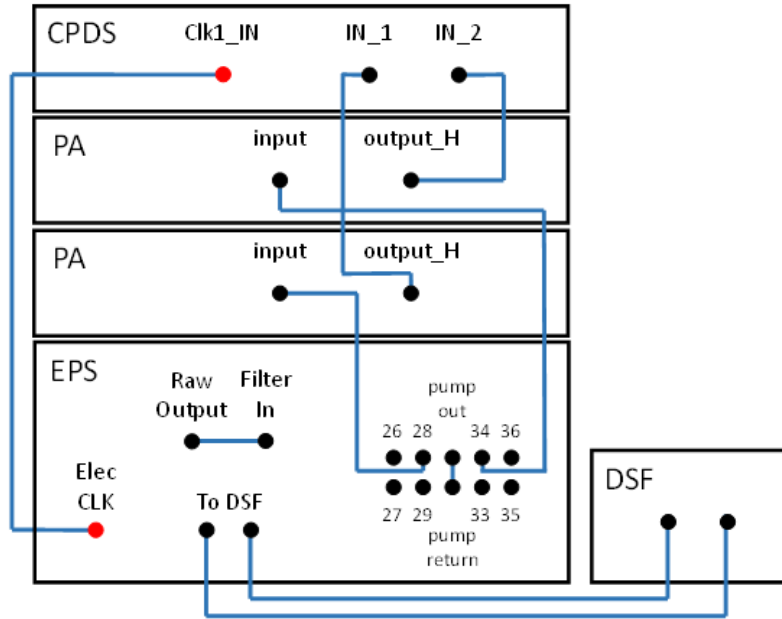 CPDS Clk1_IN IN_1 IN_2
PA input output_H
PA input output_H
EPS
Raw Filter
Output In
pump
out
26 28 34 36
Elec
CLK
To DSF
27 29 33 35
pump
return
DSF